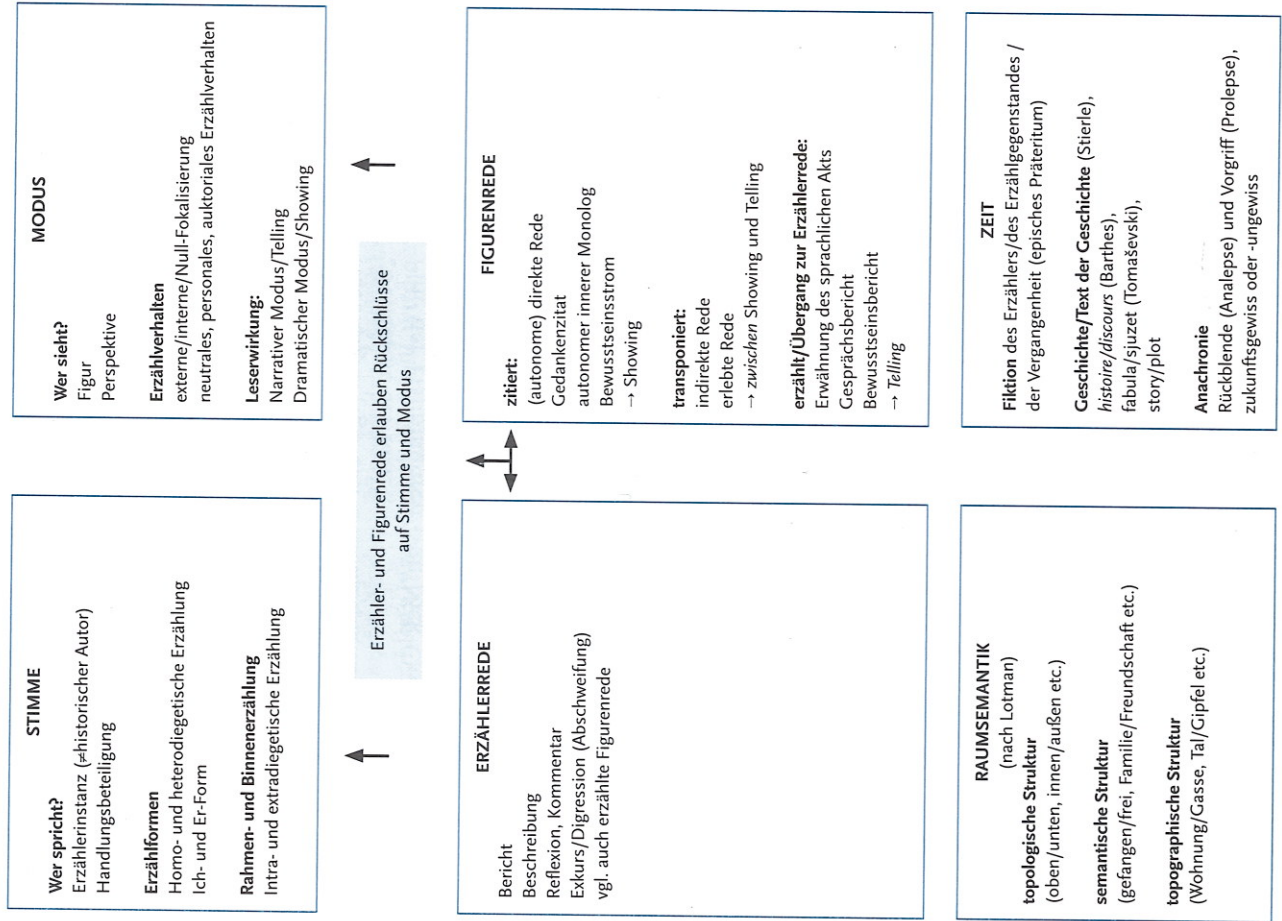 STIMME
Wer spricht?
Erzählerinstanz (≠historischer Autor)
Handlungsbeteiligung
Erzählformen
Homo- und heterodiegetische Erzählung
Ich- und Er-Form
Rahmen- und Binnenerzählung
Intra- und extradiegetische Erzählung
MODUS
Wer sieht?
Figur
Perspektive
Erzählverhalten
externe/interne/Null-Fokalisierung
neutrales, personales, auktoriales Erzählverhalten
Leserwirkung:
Narrativer Modus/Telling
Dramatischer Modus/Showing
Erzähler- und Figurenrede erlauben Rückschlüsse
auf Stimme und Modus
ERZÄHLERREDE
Bericht
Beschreibung
Reflexion, Kommentar
Exkurs/Digression (Abschweifung)
vgl. auch erzählte Figurenrede
FIGURENREDE
zitiert:
(autonome) direkte Rede
Gedankenzitat
autonomer innerer Monolog
Bewusstseinsstrom
→ Showing
transponiert:
indirekte Rede
erlebte Rede
→ zwischen Showing und Telling
erzählt/Übergang zur Erzählerrede:
Erwähnung des sprachlichen Akts
Gesprächsbericht
Bewusstseinsbericht
→ Telling
RAUMSEMANTIK
(nach Lotman)
topologische Struktur
(oben/unten, innen/außen etc.)
semantische Struktur
(gefangen/frei, Familie/Freundschaft etc.)
topographische Struktur
(Wohnung/Gasse, Tal/Gipfel etc.)
ZEIT
Fiktion des Erzählers/des Erzählgegenstandes /
der Vergangenheit (episches Präteritum)
Geschichte/Text der Geschichte (Stierle),
histoire/discours (Barthes),
fabula/sjuzet (Tomaševski),
story/plot
Anachronie
Rückblende (Analepse) und Vorgriff (Prolepse),
zukunftsgewiss oder -ungewiss